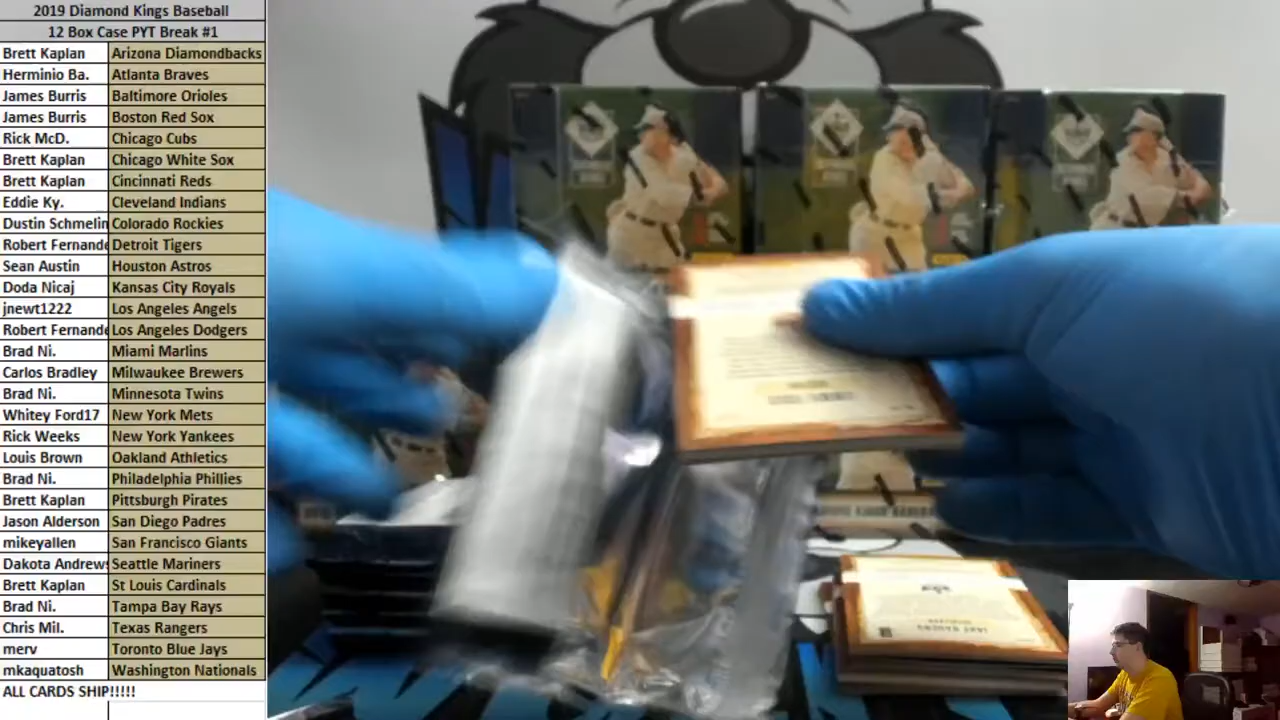 2019 Diamond Kings Baseball
12 Box Case PYT Break #1
Brett Kaplan Arizona Diamondbacks
Herminio Ba. Atlanta Braves
James Burris Baltimore Orioles
James Burris Boston Red Sox
Rick McD. Chicago Cubs
Brett Kaplan Chicago White Sox
Brett Kaplan Cincinnati Reds
Eddie Ky. Cleveland Indians
Dustin Schmelin Colorado Rockies
Robert Fernande Detroit Tigers
Sean Austin Houston Astros
Doda Nicaj Kansas City Royals
jnewt1222 Los Angeles Angels
Robert Fernande Los Angeles Dodgers
Brad Ni. Miami Marlins
Carlos Bradley Milwaukee Brewers
Brad Ni. Minnesota Twins
Whitey Ford17 New York Mets
Rick Weeks New York Yankees
Louis Brown Oakland Athletics
Brad Ni. Philadelphia Phillies
Brett Kaplan Pittsburgh Pirates
Jason Alderson San Diego Padres
mikeyallen San Francisco Giants
Dakota Andrews Seattle Mariners
Brett Kaplan St Louis Cardinals
Brad Ni. Tampa Bay Rays
Chris Mil. Texas Rangers
merv Toronto Blue Jays
mkaquatosh Washington Nationals
ALL CARDS SHIP!!!!!